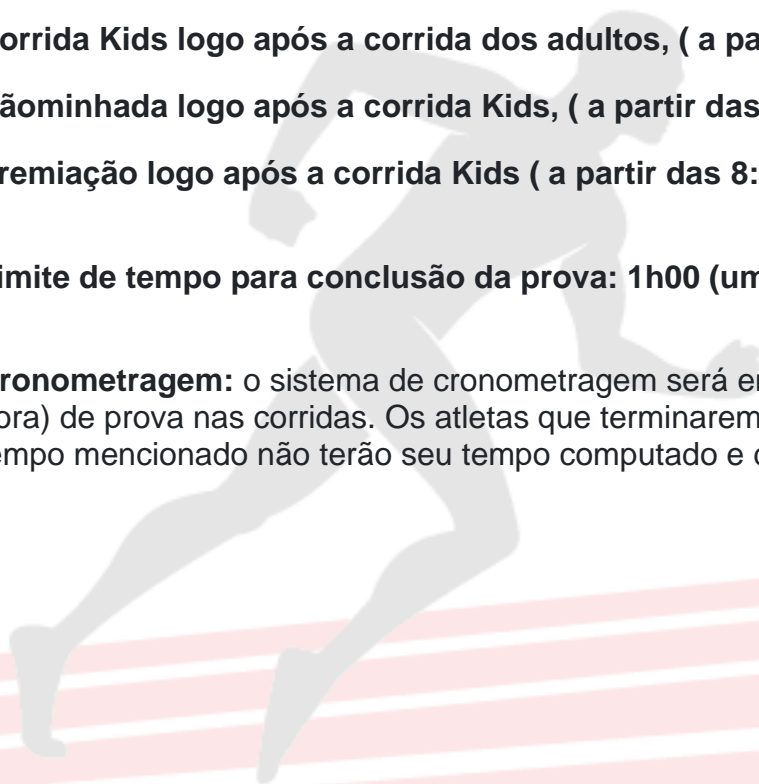 orrida Kids logo após a corrida dos adultos, ( a pa
ãominhada logo após a corrida Kids, ( a partir das
remiação logo após a corrida Kids ( a partir das 8:
imite de tempo para conclusão da prova: 1h00 (um
ronometragem: o sistema de cronometragem será e
ora) de prova nas corridas. Os atletas que terminarem
empo mencionado não terão seu tempo computado e